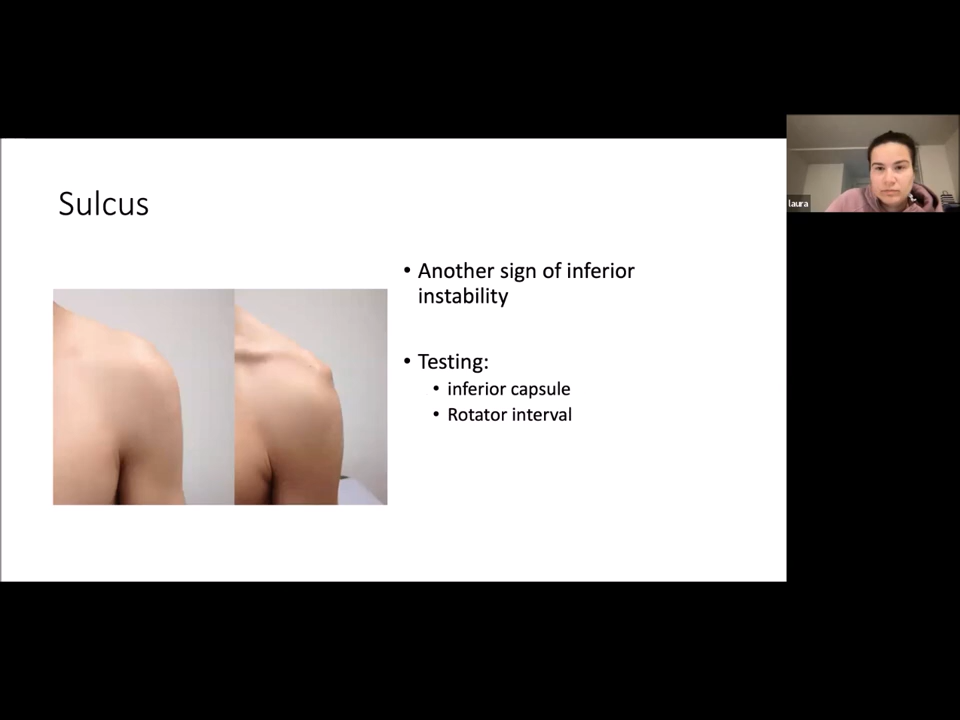 Sulcus
• Another sign of inferior
instability
• Testing:
• inferior capsule
• Rotator interval
laura